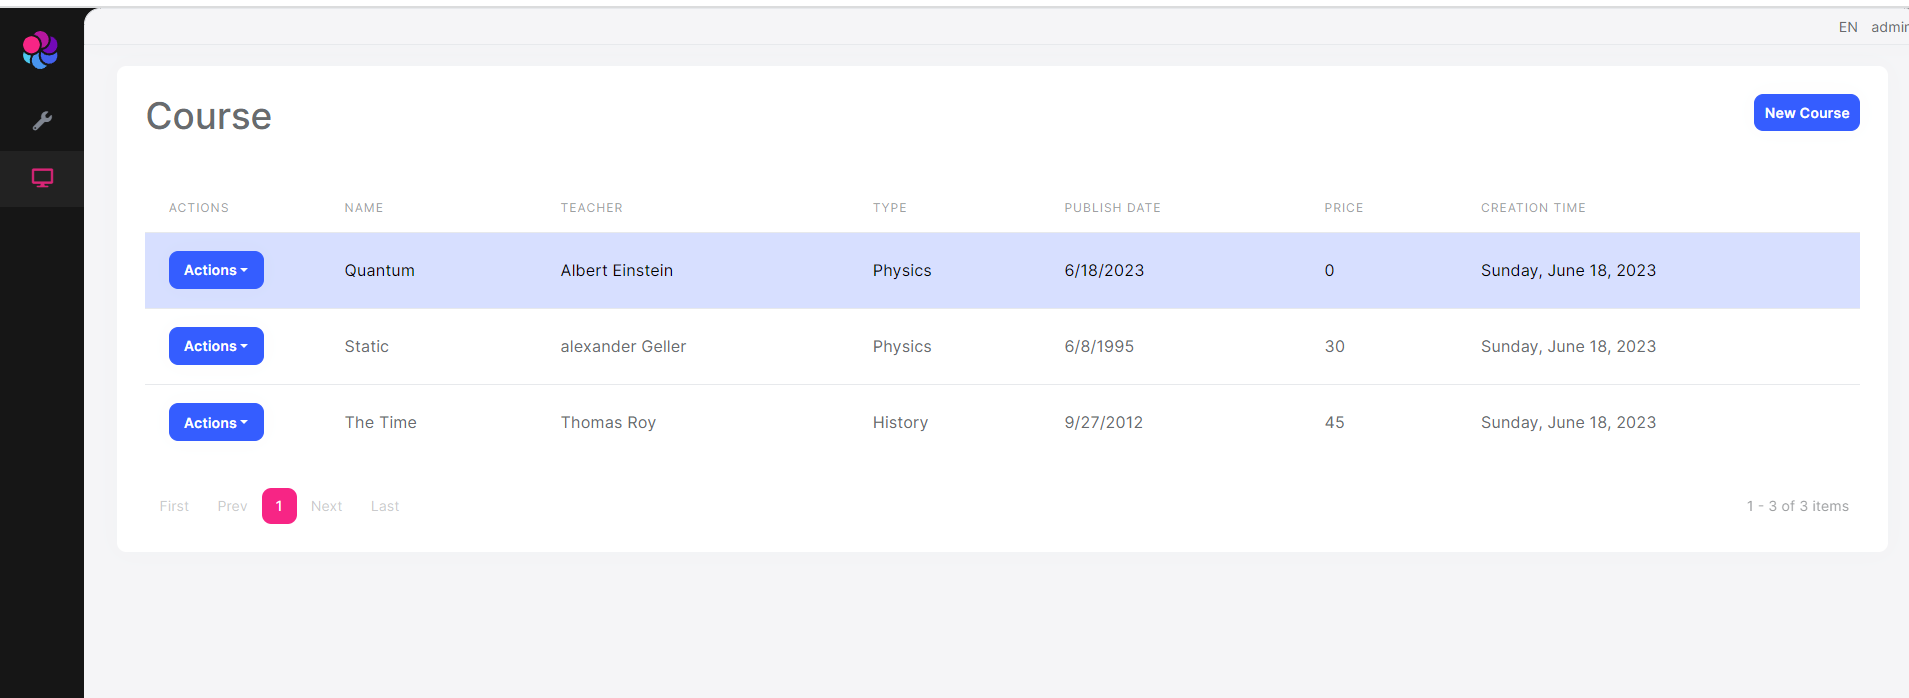 EN admin
Course
New Course
ACTIONS NAME TEACHER TYPE PUBLISH DATE PRICE CREATION TIME
Actions Quantum Albert Einstein Physics 6/18/2023 0 Sunday, June 18, 2023
Actions Static alexander Geller Physics 6/8/1995 30 Sunday, June 18, 2023
Actions The Time Thomas Roy History 9/27/2012 45 Sunday, June 18, 2023
First Prev 1 Next Last 1 - 3 of 3 items